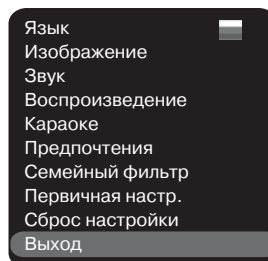 Язык
Изображение
Звук
Воспроизведение
Караоке
Предпочтения
Семейный фильтр
Первичная настр.
Сброс настройки
Выход